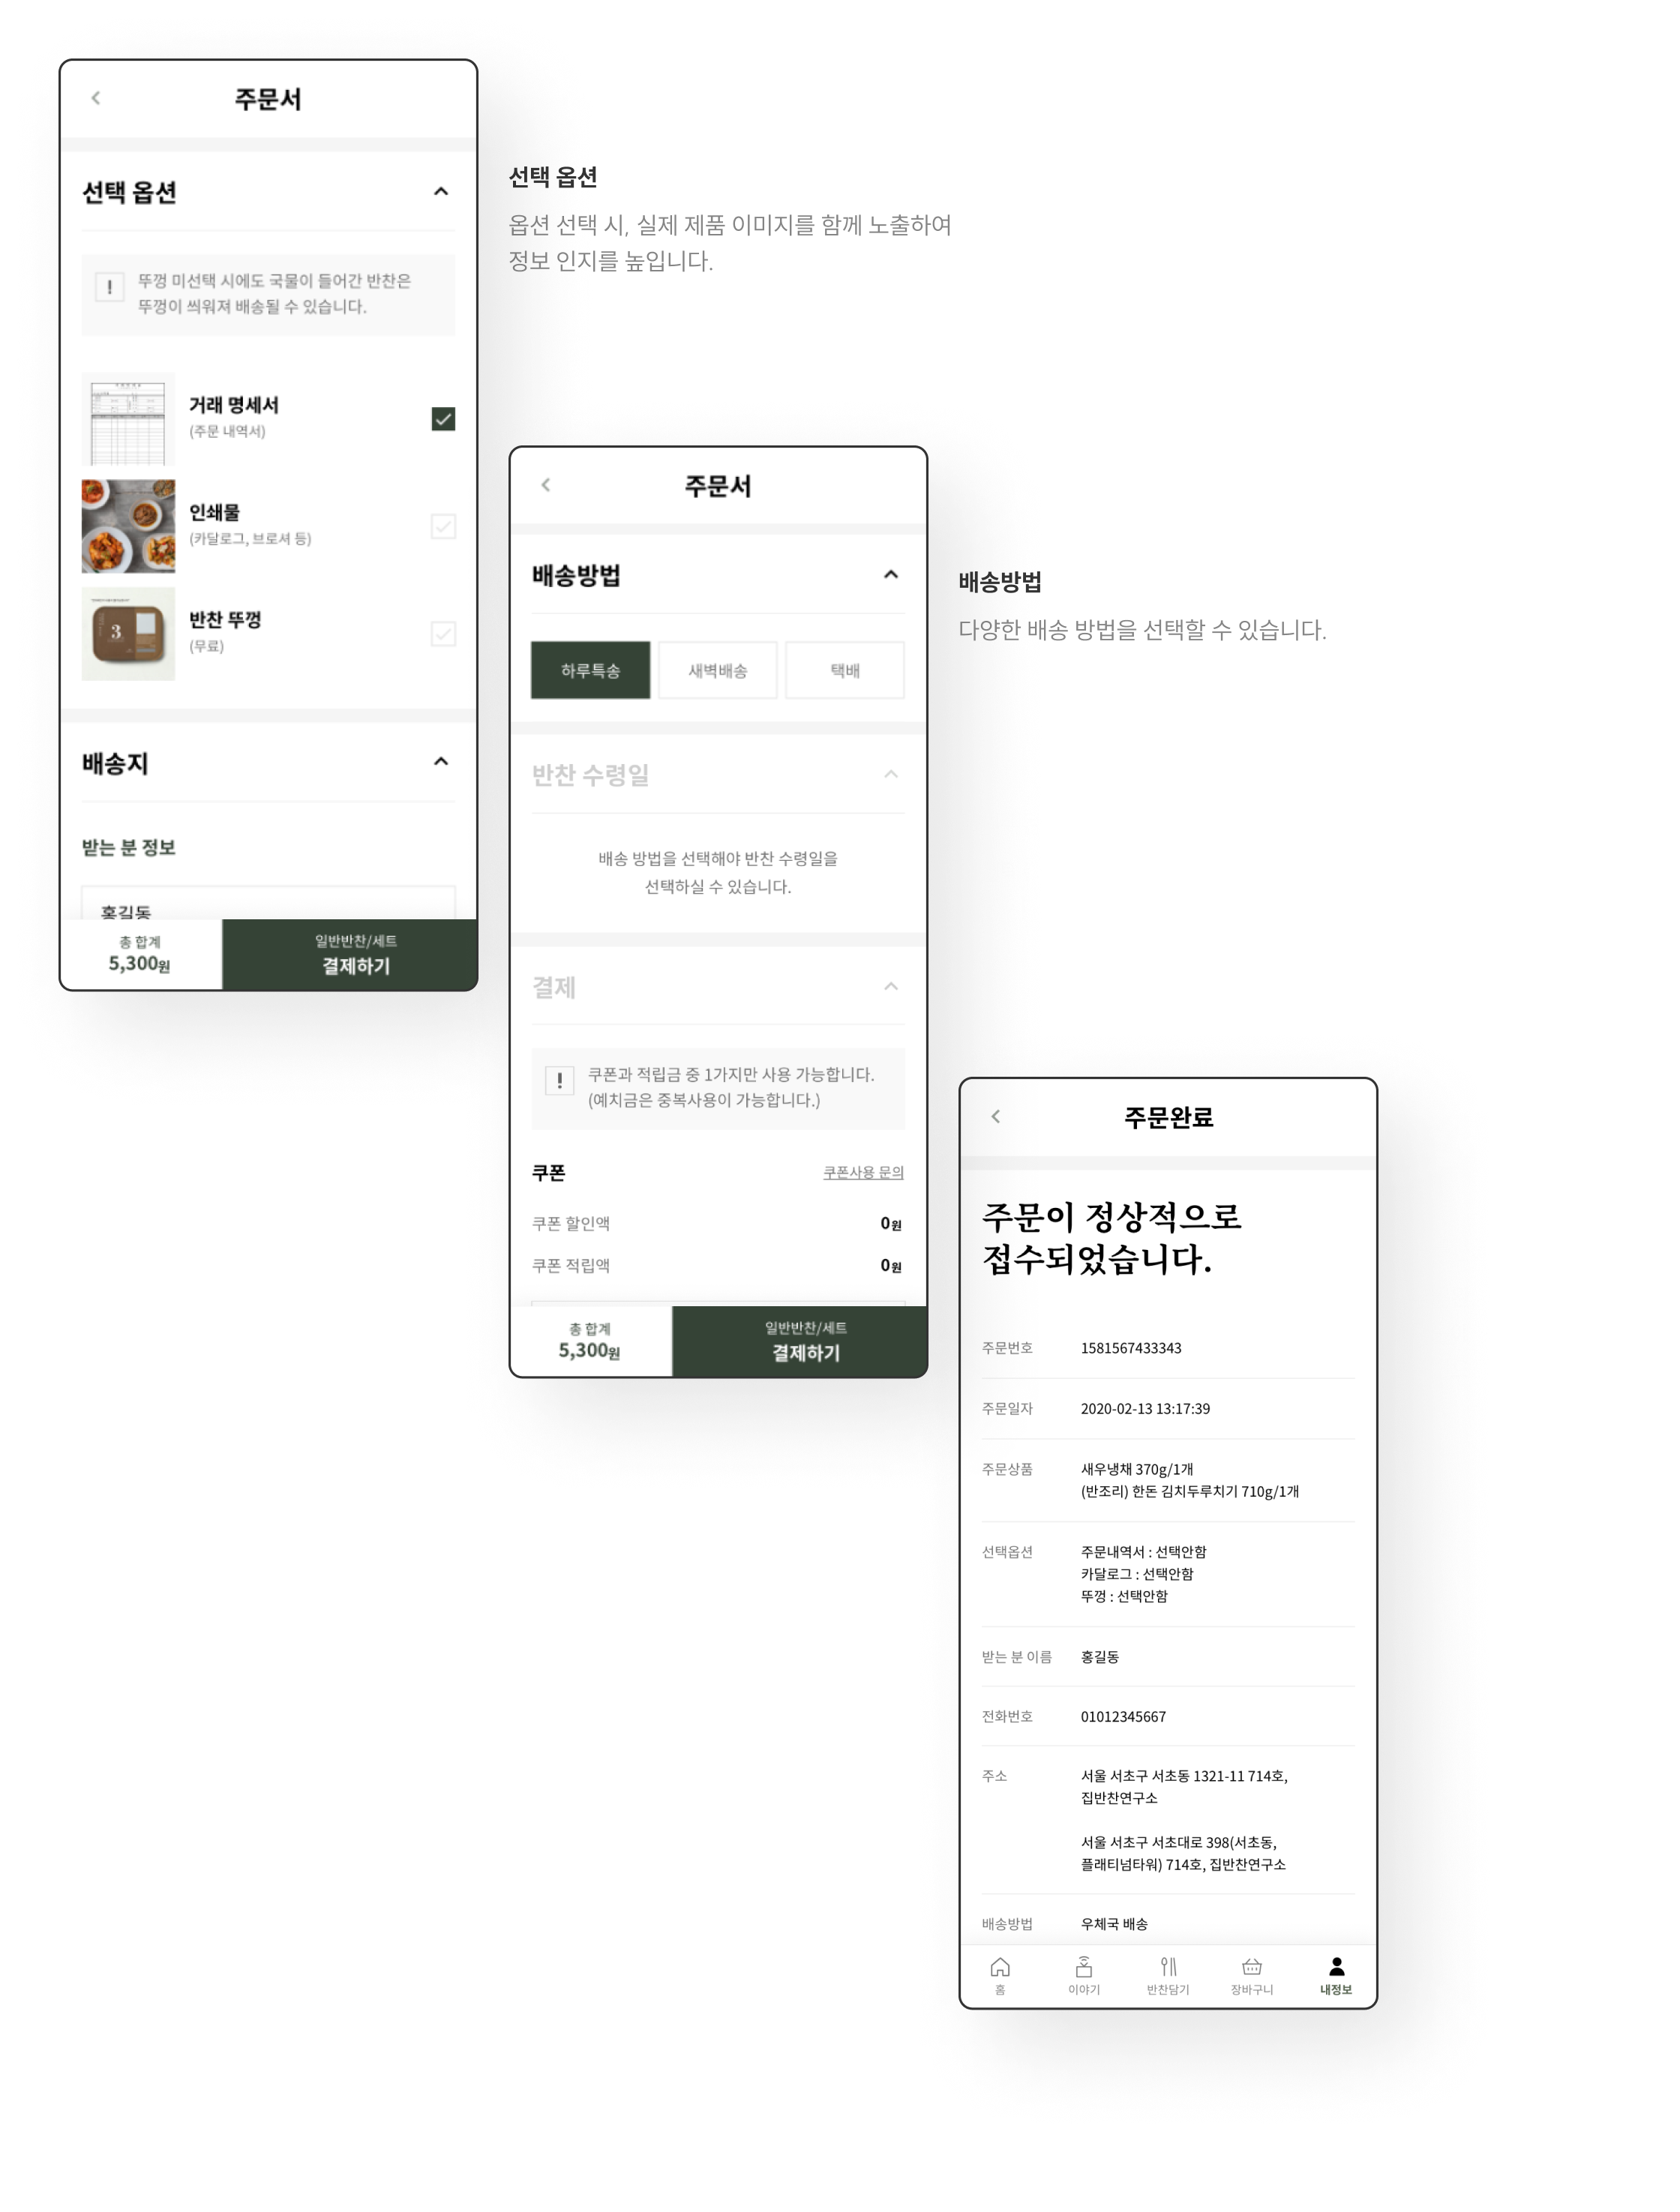 주문서
선택 옵션
뚜껑 미선택 시에도 국물이 들어간 반찬은
뚜껑이 씌워져 배송될 수 있습니다.
거래 명세서
(주문 내역서)
인쇄물
(카달로그, 브로셔 등)
3
반찬 뚜껑
(무료)
배송지
받는 분 정보
홍길동
총 합계
5,300원
일반반찬/세트
결제하기
선택 옵션
옵션 선택 시, 실제 제품 이미지를 함께 노출하여
정보 인지를 높입니다.
주문서
배송방법
하루특송
새벽배송
택배
반찬 수령일
배송 방법을 선택해야 반찬 수령일을
선택하실 수 있습니다.
결제
쿠폰과 적립금 중 1가지만 사용 가능합니다.
(예치금은 중복사용이 가능합니다.)
쿠폰 쿠폰사용 문의
쿠폰 할인액 0원
쿠폰 적립액 0원
총 합계
5,300원
일반반찬/세트
결제하기
배송방법
다양한 배송 방법을 선택할 수 있습니다.
주문완료
주문이 정상적으로
접수되었습니다.
주문번호 1581567433343
주문일자 2020-02-13 13:17:39
주문상품 새우냉채 370g/1개
(반조리) 한돈 김치두루치기 710g/1개
선택옵션 주문내역서 : 선택안함
카달로그 : 선택안함
뚜껑 : 선택안함
받는 분 이름 홍길동
전화번호 01012345667
주소 서울 서초구 서초동 1321-11 714호,
집반찬연구소
서울 서초구 서초대로 398(서초동,
플래티넘타워) 714호, 집반찬연구소
배송방법 우체국 배송
홈
이야기
반찬담기
장바구니
내정보